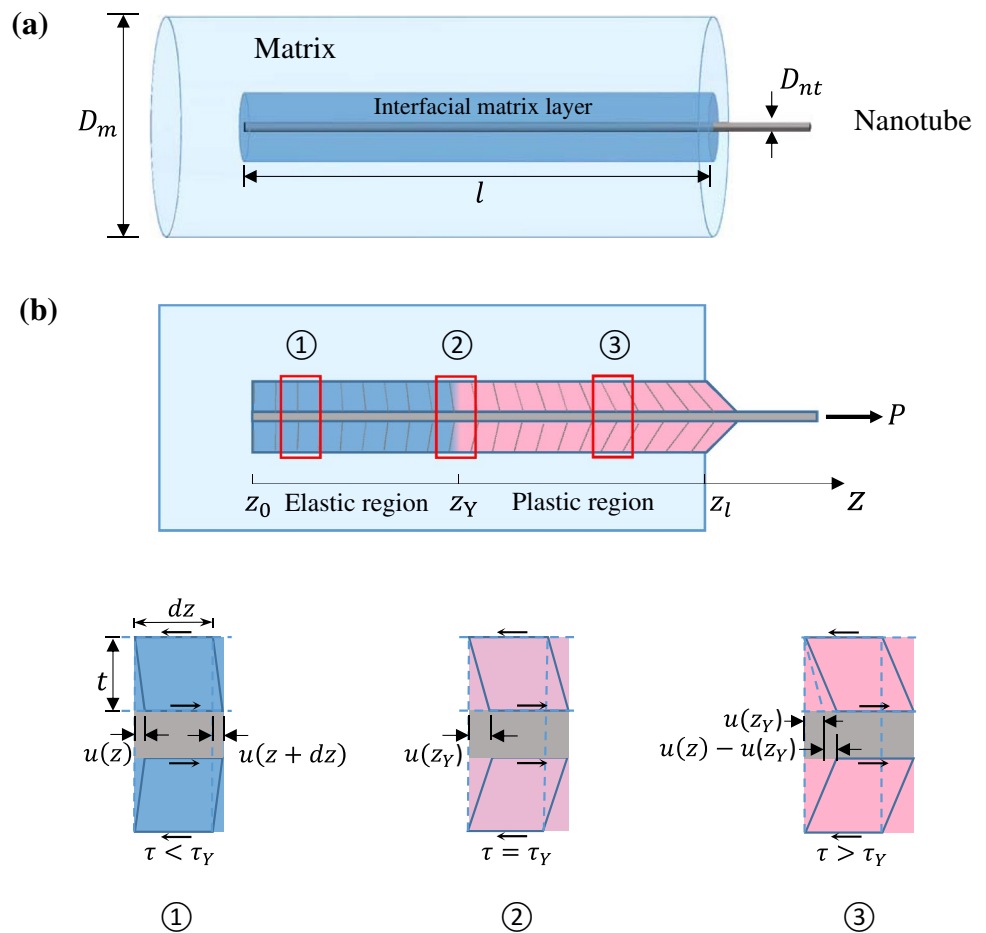 (a)
Matrix
D_nt
Interfacial matrix layer
D_m
Nanotube
l
(b)
① ② ③
P
z_0 Elastic region z_Y Plastic region z_l z
dz
t
u(z) u(z + dz) u(z_Y) u(z_Y)
u(z) − u(z_Y)
τ < τ_Y τ = τ_Y τ > τ_Y
① ② ③